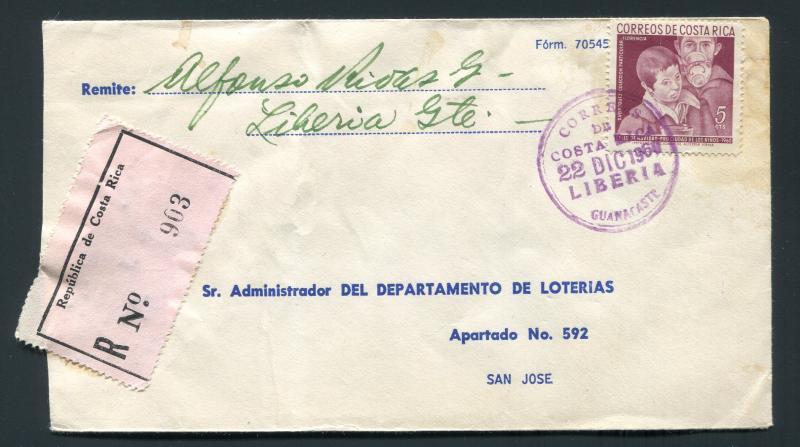 Fórm. 70545
CORREOS DE COSTA RICA
FLORENCIA
5
CTS
Remite: Alfonso Rivas G -
Liberia Gte. -
CORREOS
DE
COSTA RICA
22 DIC 1960
LIBERIA
GUANACASTE
República de Costa Rica
R Nº. 903
Sr. Administrador DEL DEPARTAMENTO DE LOTERIAS
Apartado No. 592
SAN JOSE